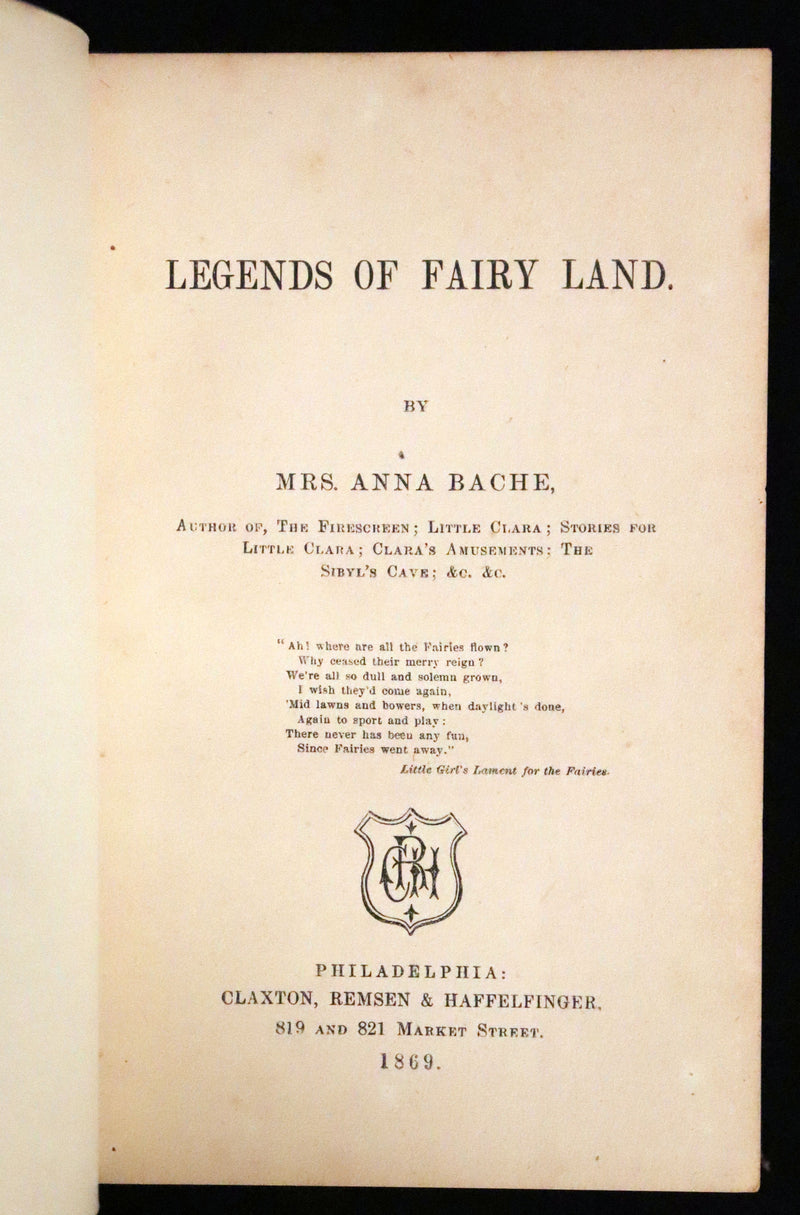 LEGENDS OF FAIRY LAND.
BY
MRS. ANNA BACHE,
AUTHOR OF, THE FIRESCREEN; LITTLE CLARA; STORIES FOR
LITTLE CLARA; CLARA'S AMUSEMENTS; THE
SIBYL'S CAVE; &C. &C.
"Ah! where are all the Fairies flown?
Why ceased their merry reign?
We're all so dull and solemn grown,
I wish they'd come again,
'Mid lawns and bowers, when daylight's done,
Again to sport and play:
There never has been any fun,
Since Fairies went away."
Little Girl's Lament for the Fairies.
CRH
PHILADELPHIA:
CLAXTON, REMSEN & HAFFELFINGER,
819 AND 821 MARKET STREET.
1869.